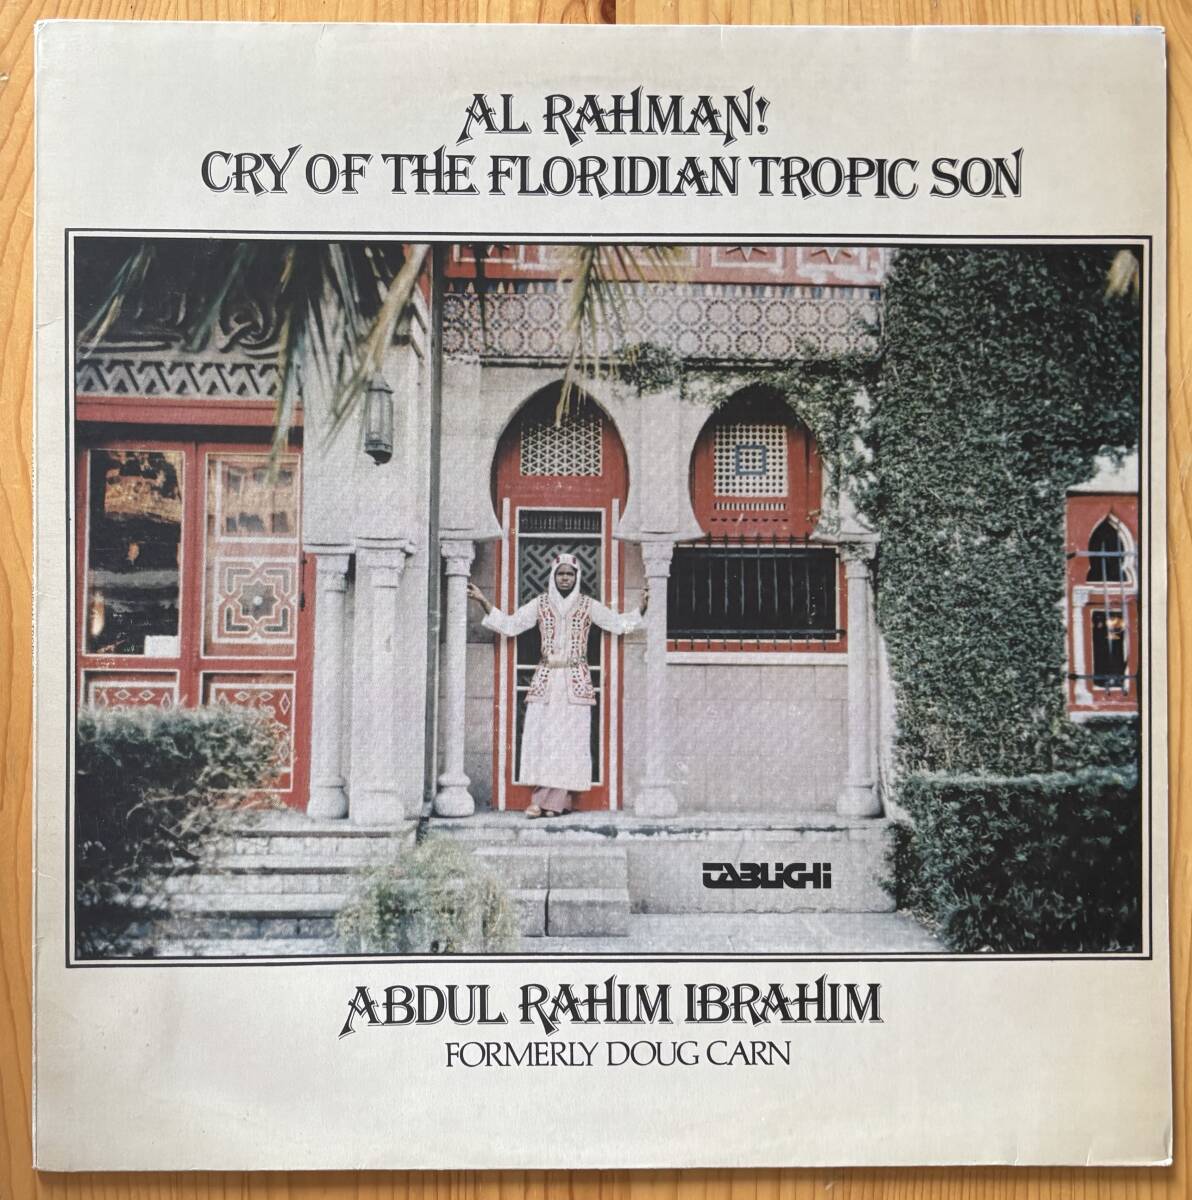 AL RAHMAN!
CRY OF THE FLORIDIAN TROPIC SON
TABLIGHI
ABDUL RAHIM IBRAHIM
FORMERLY DOUG CARN